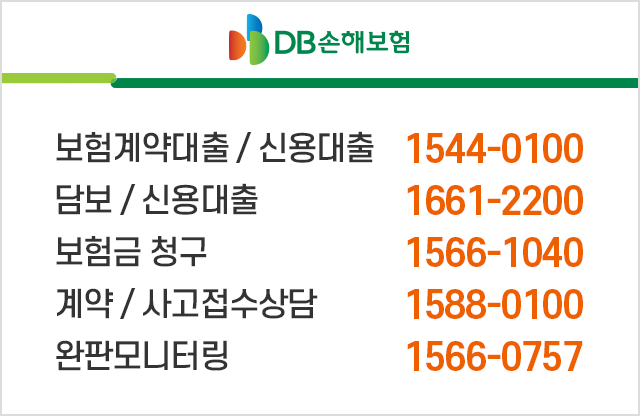 DB손해보험
보험계약대출 / 신용대출 1544-0100
담보 / 신용대출 1661-2200
보험금 청구 1566-1040
계약 / 사고접수상담 1588-0100
완판모니터링 1566-0757